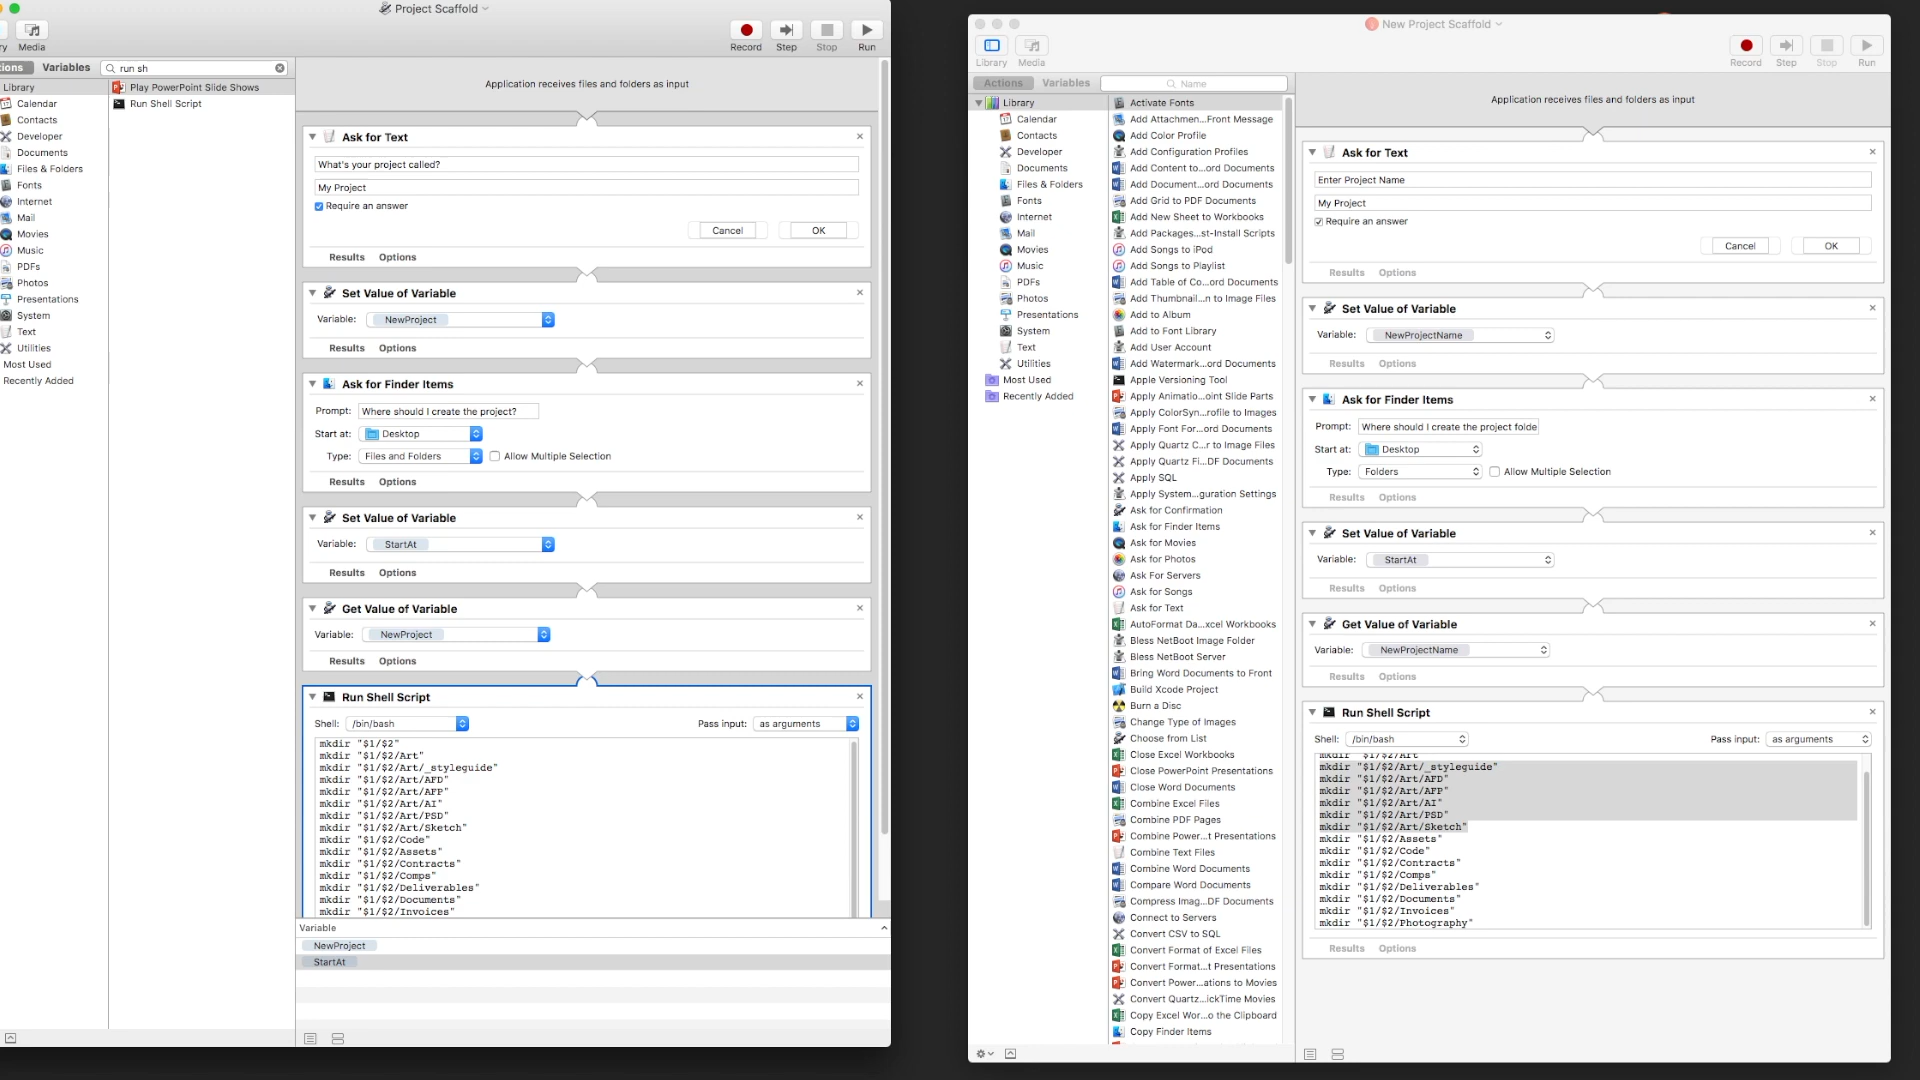 Project Scaffold
Media
Record
Step
Stop
Run
Variables
run sh
Library
Calendar
Contacts
Developer
Documents
Files & Folders
Fonts
Internet
Mail
Movies
Music
PDFs
Photos
Presentations
System
Text
Utilities
Most Used
Recently Added
Play PowerPoint Slide Shows
Run Shell Script
Application receives files and folders as input
Ask for Text
What's your project called?
My Project
Require an answer
Cancel
OK
Results Options
Set Value of Variable
Variable: NewProject
Results Options
Ask for Finder Items
Prompt: Where should I create the project?
Start at: Desktop
Type: Files and Folders Allow Multiple Selection
Results Options
Set Value of Variable
Variable: StartAt
Results Options
Get Value of Variable
Variable: NewProject
Results Options
Run Shell Script
Shell: /bin/bash Pass input: as arguments
mkdir "$1/$2"
mkdir "$1/$2/Art"
mkdir "$1/$2/Art/_styleguide"
mkdir "$1/$2/Art/AFD"
mkdir "$1/$2/Art/AFP"
mkdir "$1/$2/Art/AI"
mkdir "$1/$2/Art/PSD"
mkdir "$1/$2/Art/Sketch"
mkdir "$1/$2/Code"
mkdir "$1/$2/Assets"
mkdir "$1/$2/Contracts"
mkdir "$1/$2/Comps"
mkdir "$1/$2/Deliverables"
mkdir "$1/$2/Documents"
mkdir "$1/$2/Invoices"
Variable
NewProject
StartAt
New Project Scaffold
Library
Media
Record
Step
Stop
Run
Actions
Variables
Name
Library
Calendar
Contacts
Developer
Documents
Files & Folders
Fonts
Internet
Mail
Movies
Music
PDFs
Photos
Presentations
System
Text
Utilities
Most Used
Recently Added
Activate Fonts
Add Attachmen...Front Message
Add Color Profile
Add Configuration Profiles
Add Content to...ord Documents
Add Document...ord Documents
Add Grid to PDF Documents
Add New Sheet to Workbooks
Add Packages...st-Install Scripts
Add Songs to iPod
Add Songs to Playlist
Add Table of Co...ord Documents
Add Thumbnail...n to Image Files
Add to Album
Add to Font Library
Add User Account
Add Watermark...ord Documents
Apple Versioning Tool
Apply Animatio...oint Slide Parts
Apply ColorSyn...rofile to Images
Apply Font For...ord Documents
Apply Quartz C...r to Image Files
Apply Quartz Fi...DF Documents
Apply SQL
Apply System...guration Settings
Ask for Confirmation
Ask for Finder Items
Ask for Movies
Ask for Photos
Ask For Servers
Ask for Songs
Ask for Text
AutoFormat Da...xcel Workbooks
Bless NetBoot Image Folder
Bless NetBoot Server
Bring Word Documents to Front
Build Xcode Project
Burn a Disc
Change Type of Images
Choose from List
Close Excel Workbooks
Close PowerPoint Presentations
Close Word Documents
Combine Excel Files
Combine PDF Pages
Combine Power...t Presentations
Combine Text Files
Combine Word Documents
Compare Word Documents
Compress Imag...DF Documents
Connect to Servers
Convert CSV to SQL
Convert Format of Excel Files
Convert Format...t Presentations
Convert Power...ations to Movies
Convert Quartz...ickTime Movies
Copy Excel Wor...o the Clipboard
Copy Finder Items
Application receives files and folders as input
Ask for Text
Enter Project Name
My Project
Require an answer
Cancel
OK
Results Options
Set Value of Variable
Variable: NewProjectName
Results Options
Ask for Finder Items
Prompt: Where should I create the project folde
Start at: Desktop
Type: Folders Allow Multiple Selection
Results Options
Set Value of Variable
Variable: StartAt
Results Options
Get Value of Variable
Variable: NewProjectName
Results Options
Run Shell Script
Shell: /bin/bash Pass input: as arguments
mkdir "$1/$2/Art"
mkdir "$1/$2/Art/_styleguide"
mkdir "$1/$2/Art/AFD"
mkdir "$1/$2/Art/AFP"
mkdir "$1/$2/Art/AI"
mkdir "$1/$2/Art/PSD"
mkdir "$1/$2/Art/Sketch"
mkdir "$1/$2/Assets"
mkdir "$1/$2/Code"
mkdir "$1/$2/Contracts"
mkdir "$1/$2/Comps"
mkdir "$1/$2/Deliverables"
mkdir "$1/$2/Documents"
mkdir "$1/$2/Invoices"
mkdir "$1/$2/Photography"
Results Options